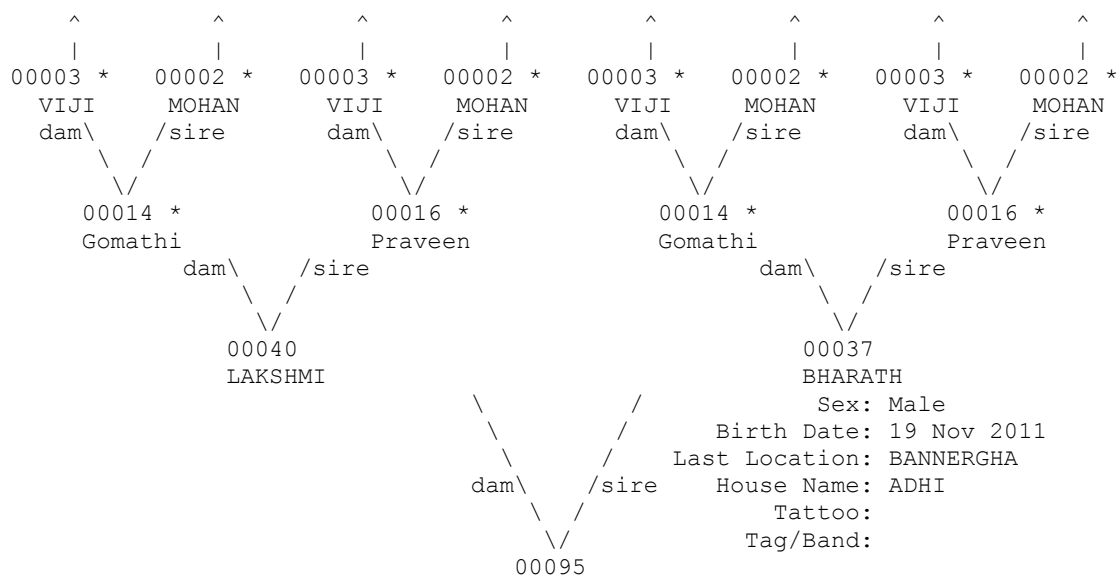 ^ ^ ^ ^ ^ ^ ^ ^
| | | | | | | |
00003 * 00002 * 00003 * 00002 * 00003 * 00002 * 00003 * 00002 *
VIJI MOHAN VIJI MOHAN VIJI MOHAN VIJI MOHAN
dam\ /sire dam\ /sire dam\ /sire dam\ /sire
\ / \ / \ / \ /
\/ \/ \/ \/
00014 * 00016 * 00014 * 00016 *
Gomathi Praveen Gomathi Praveen
dam\ /sire dam\ /sire
\ / \ /
\/ \/
00040 00037
LAKSHMI BHARATH
\ / Sex: Male
\ / Birth Date: 19 Nov 2011
\ / Last Location: BANNERGHA
dam\ /sire House Name: ADHI
\ / Tattoo:
\/ Tag/Band:
00095